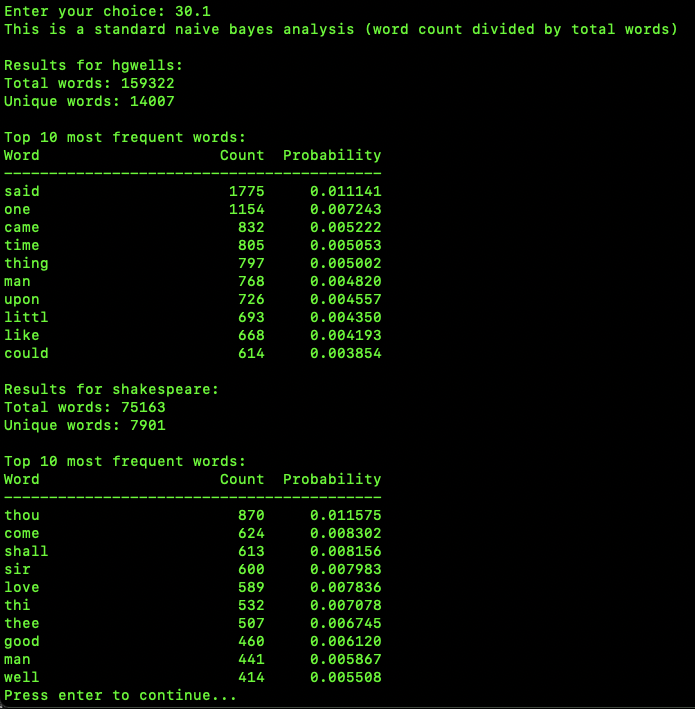 Enter your choice: 30.1
This is a standard naive bayes analysis (word count divided by total words)
Results for hgwells:
Total words: 159322
Unique words: 14007
Top 10 most frequent words:
Word Count Probability
------------------------------------------
said 1775 0.011141
one 1154 0.007243
came 832 0.005222
time 805 0.005053
thing 797 0.005002
man 768 0.004820
upon 726 0.004557
littl 693 0.004350
like 668 0.004193
could 614 0.003854
Results for shakespeare:
Total words: 75163
Unique words: 7901
Top 10 most frequent words:
Word Count Probability
------------------------------------------
thou 870 0.011575
come 624 0.008302
shall 613 0.008156
sir 600 0.007983
love 589 0.007836
thi 532 0.007078
thee 507 0.006745
good 460 0.006120
man 441 0.005867
well 414 0.005508
Press enter to continue...